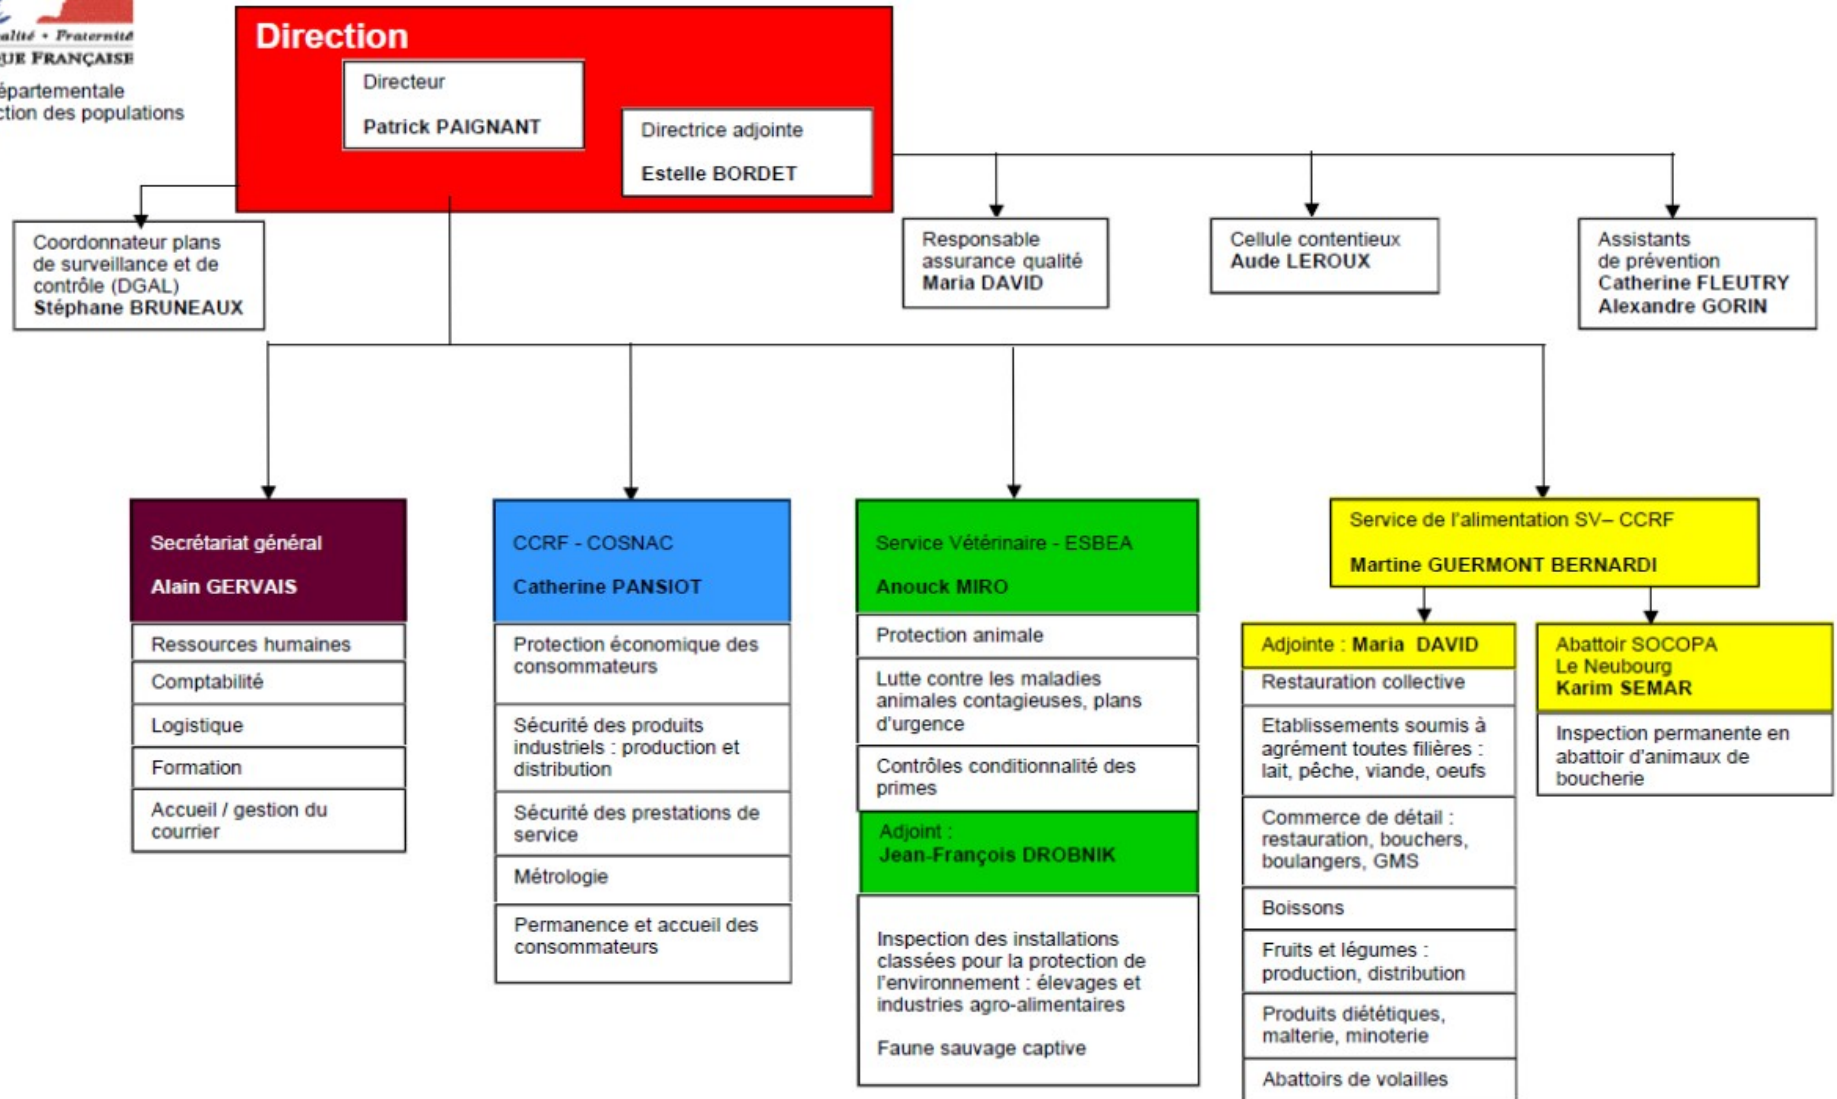 Fraternité
FRANÇAISE
ction des populations
Direction
Directeur
Patrick PAIGNANT
Directrice adjointe
Estelle BORDET
Coordonnateur plans
de surveillance et de
contrôle (DGAL)
Stéphane BRUNEAUX
Responsable
assurance qualité
Maria DAVID
Cellule contentieux
Aude LEROUX
Assistants
de prévention
Catherine FLEUTRY
Alexandre GORIN
Secrétariat général
Alain GERVAIS
Ressources humaines
Comptabilité
Logistique
Formation
Accueil / gestion du
courrier
CCRF - COSNAC
Catherine PANSIOT
Protection économique des
consommateurs
Sécurité des produits
industriels : production et
distribution
Sécurité des prestations de
service
Métrologie
Permanence et accueil des
consommateurs
Service Vétérinaire - ESBEA
Anouck MIRO
Protection animale
Lutte contre les maladies
animales contagieuses, plans
d'urgence
Contrôles conditionnalité des
primes
Adjoint :
Jean-François DROBNIK
Inspection des installations
classées pour la protection de
l'environnement : élevages et
industries agro-alimentaires
Faune sauvage captive
Service de l'alimentation SV– CCRF
Martine GUERMONT BERNARDI
Adjointe : Maria DAVID
Restauration collective
Etablissements soumis à
agrément toutes filières :
lait, pêche, viande, oeufs
Commerce de détail :
restauration, bouchers,
boulangers, GMS
Boissons
Fruits et légumes :
production, distribution
Produits diététiques,
malterie, minoterie
Abattoirs de volailles
Abattoir SOCOPA
Le Neubourg
Karim SEMAR
Inspection permanente en
abattoir d'animaux de
boucherie